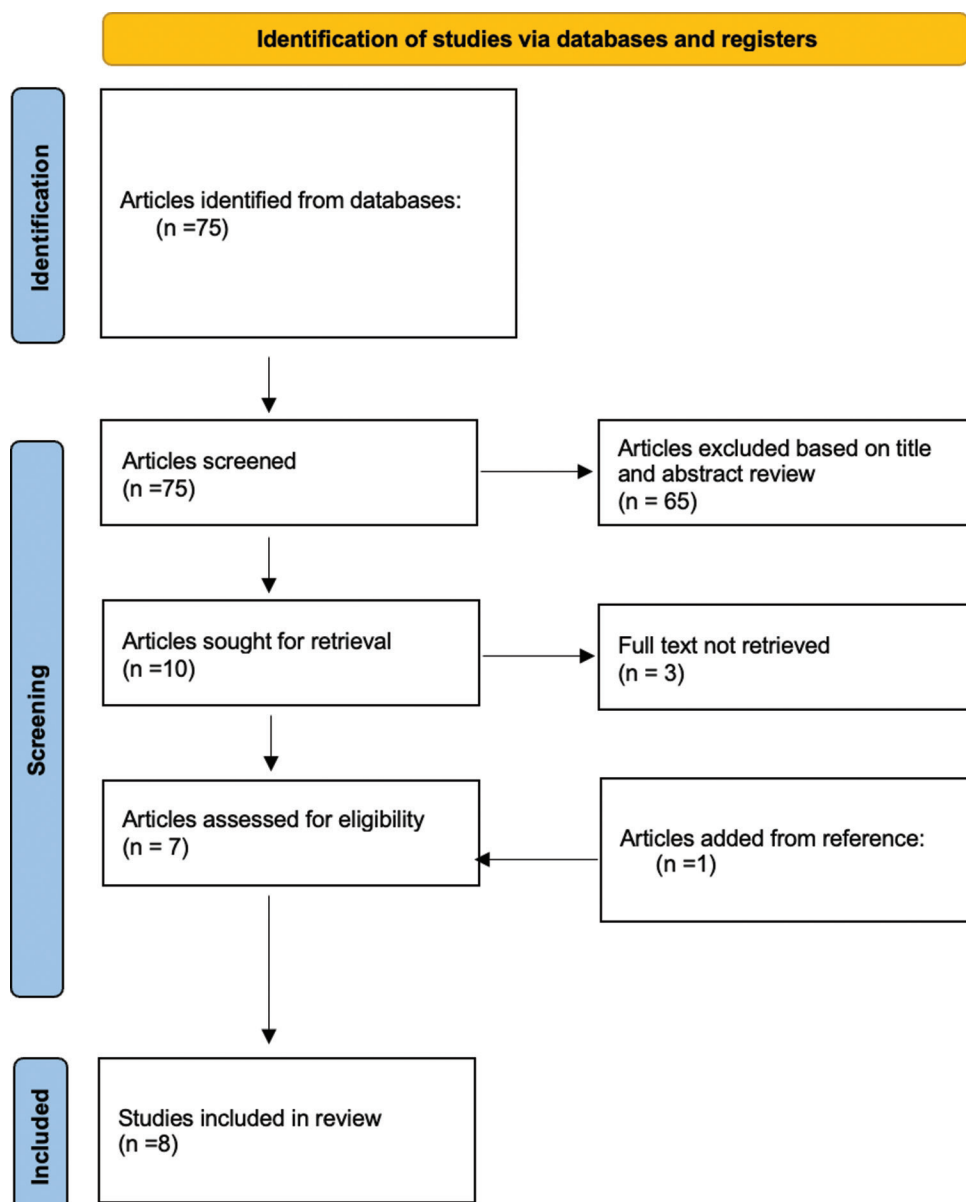 Identification of studies via databases and registers
Identification
Articles identified from databases:
(n =75)
Screening
Articles screened
(n =75)
Articles excluded based on title
and abstract review
(n = 65)
Articles sought for retrieval
(n =10)
Full text not retrieved
(n = 3)
Articles assessed for eligibility
(n = 7)
Articles added from reference:
(n =1)
Included
Studies included in review
(n =8)